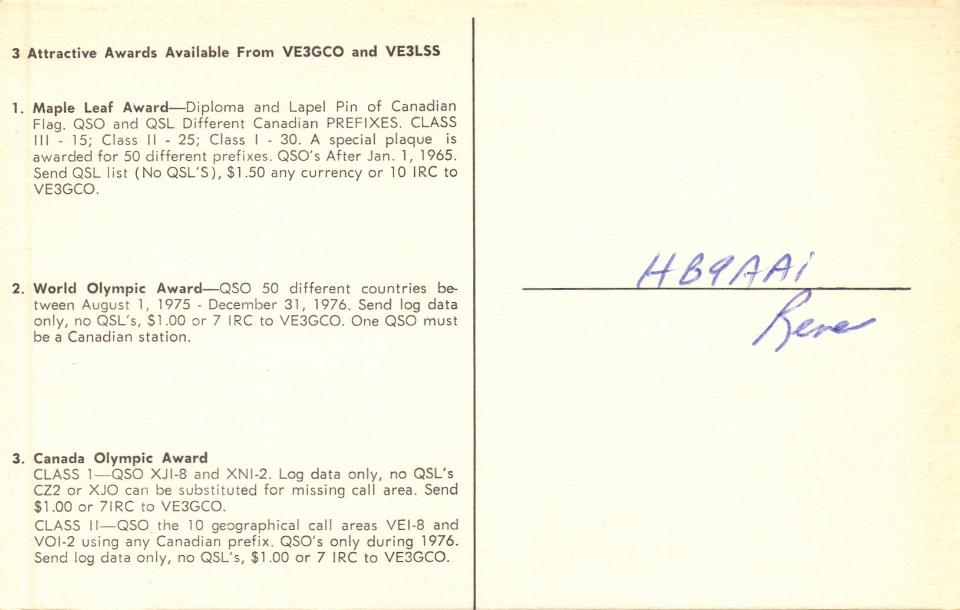 3 Attractive Awards Available From VE3GCO and VE3LSS
1. Maple Leaf Award—Diploma and Lapel Pin of Canadian
Flag. QSO and QSL Different Canadian PREFIXES. CLASS
III - 15; Class II - 25; Class I - 30. A special plaque is
awarded for 50 different prefixes. QSO's After Jan. 1, 1965.
Send QSL list (No QSL'S), $1.50 any currency or 10 IRC to
VE3GCO.
2. World Olympic Award—QSO 50 different countries be-
tween August 1, 1975 - December 31, 1976. Send log data
only, no QSL's, $1.00 or 7 IRC to VE3GCO. One QSO must
be a Canadian station.
3. Canada Olympic Award
CLASS 1—QSO XJI-8 and XNI-2. Log data only, no QSL's
CZ2 or XJO can be substituted for missing call area. Send
$1.00 or 7IRC to VE3GCO.
CLASS II—QSO the 10 geographical call areas VEI-8 and
VOI-2 using any Canadian prefix. QSO's only during 1976.
Send log data only, no QSL's, $1.00 or 7 IRC to VE3GCO.
HB9AAi
Rene